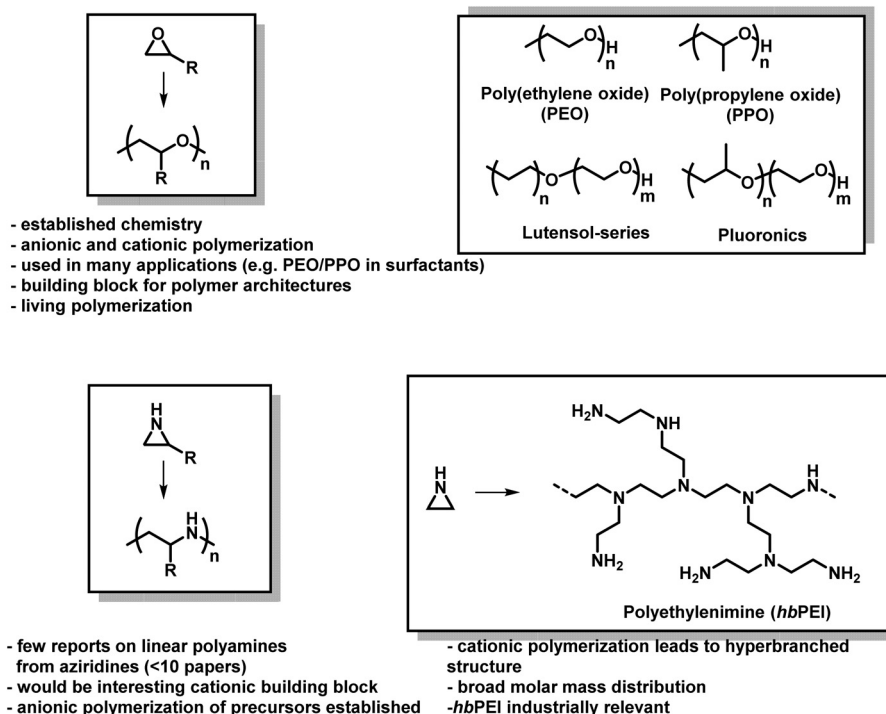 O
R
O
n
R
- established chemistry
- anionic and cationic polymerization
- used in many applications (e.g. PEO/PPO in surfactants)
- building block for polymer architectures
- living polymerization
O
H
n
Poly(ethylene oxide)
(PEO)
O
H
n
Poly(propylene oxide)
(PPO)
n
O
O
H
m
Lutensol-series
O
n
O
H
m
Pluoronics
H
N
R
H
N
n
R
- few reports on linear polyamines
from aziridines (<10 papers)
- would be interesting cationic building block
- anionic polymerization of precursors established
H
N
H2N
NH
N
N
N
H
N
NH2
N
H2N
NH2
Polyethylenimine (hbPEI)
- cationic polymerization leads to hyperbranched
structure
- broad molar mass distribution
-hbPEI industrially relevant